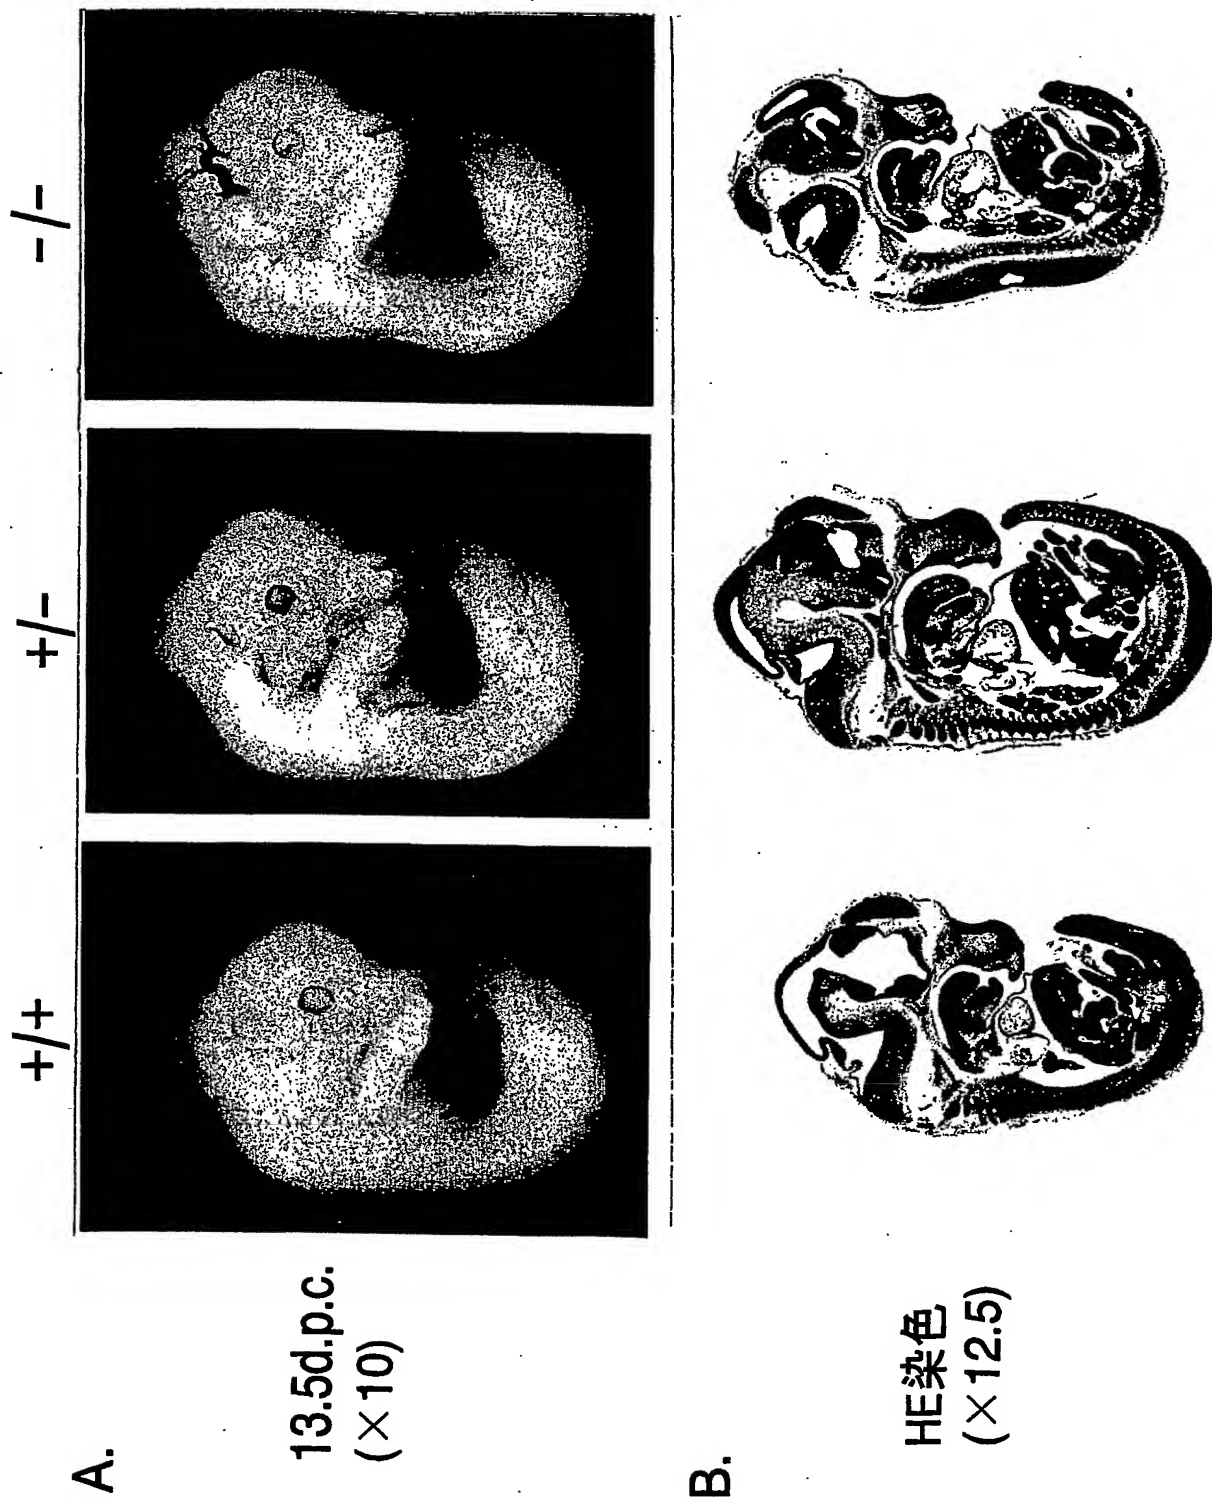 +/+
+/-
-/-
A.
13.5d.p.c.
(×10)
B.
HE染色
(×12.5)